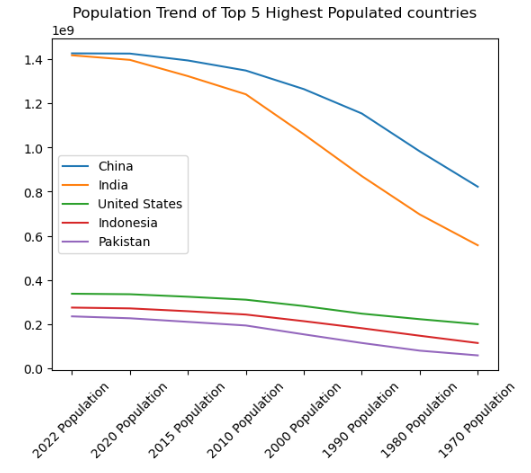 Population Trend of Top 5 Highest Populated countries
1e9
1.4
1.2
1.0
0.8
0.6
0.4
0.2
0.0
China
India
United States
Indonesia
Pakistan
2022 Population
2020 Population
2015 Population
2010 Population
2000 Population
1990 Population
1980 Population
1970 Population